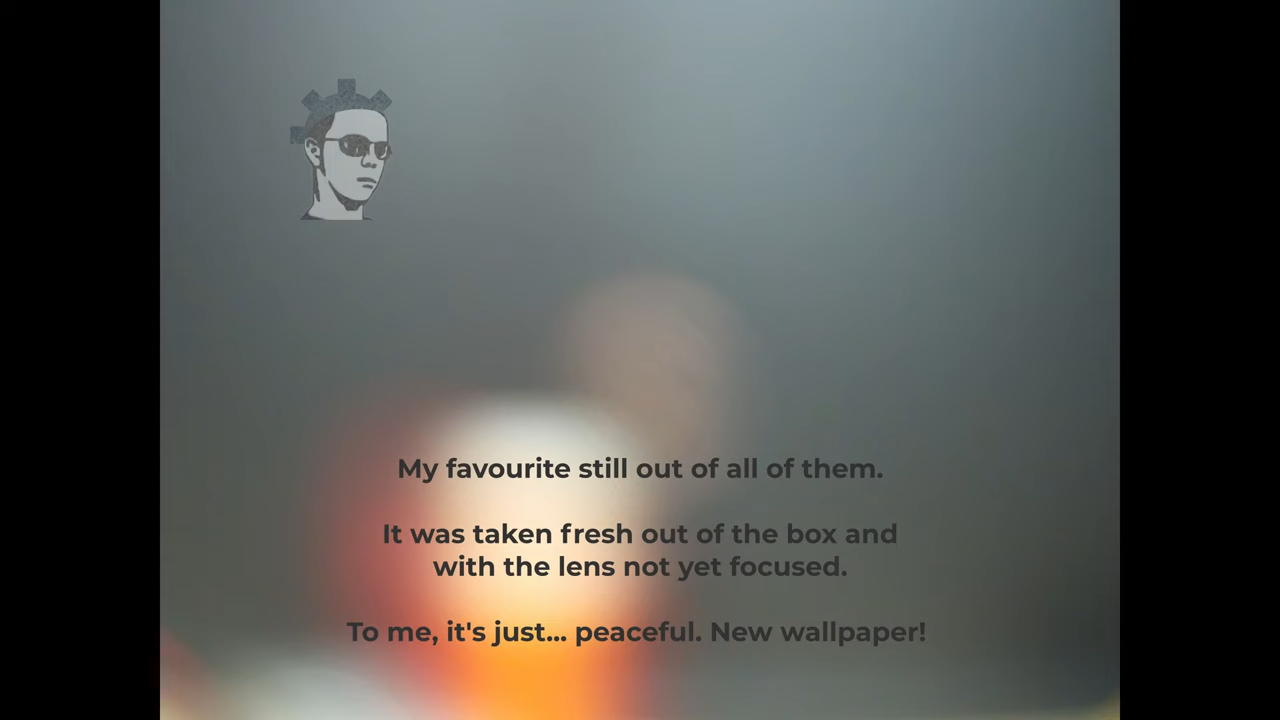 My favourite still out of all of them.
It was taken fresh out of the box and
with the lens not yet focused.
To me, it's just... peaceful. New wallpaper!